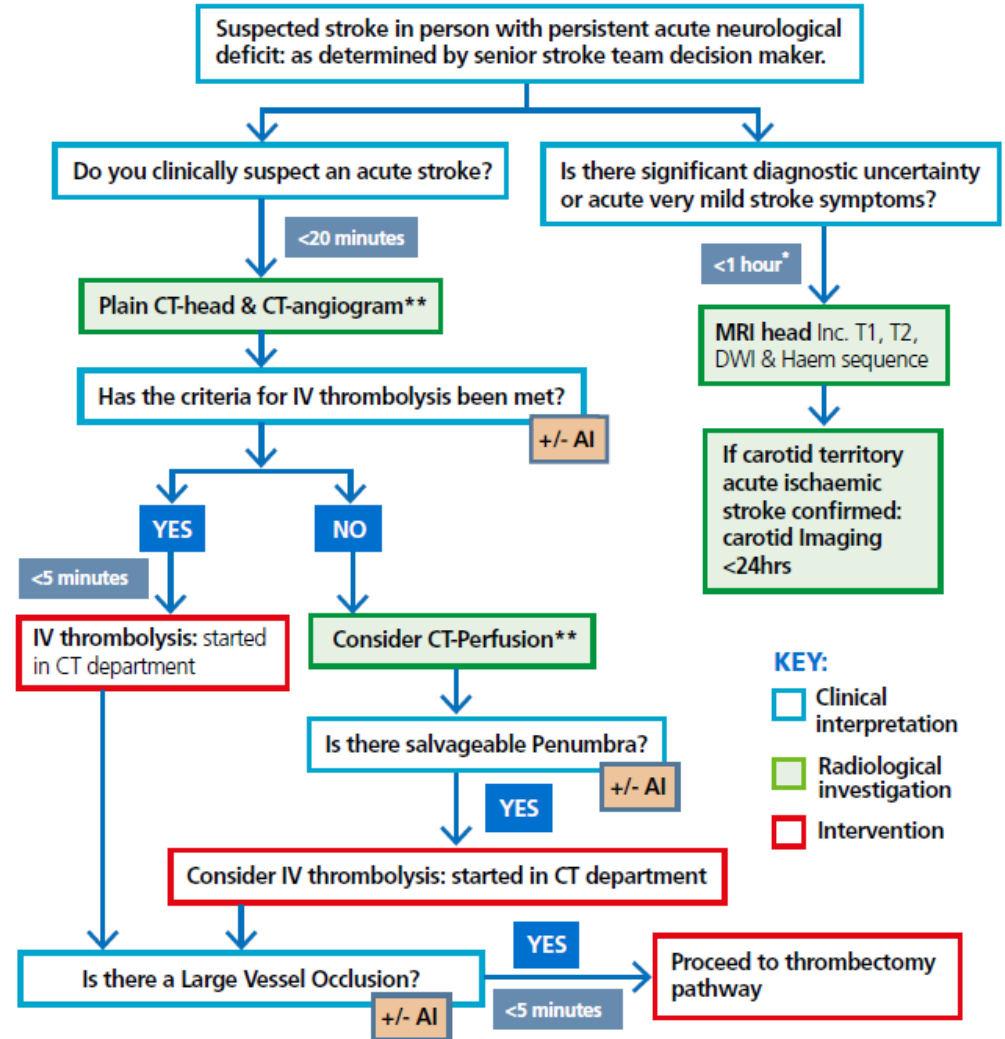 Suspected stroke in person with persistent acute neurological
deficit: as determined by senior stroke team decision maker.
Do you clinically suspect an acute stroke?
Is there significant diagnostic uncertainty
or acute very mild stroke symptoms?
<20 minutes
<1 hour*
Plain CT-head & CT-angiogram**
MRI head Inc. T1, T2,
DWI & Haem sequence
Has the criteria for IV thrombolysis been met?
+/- AI
If carotid territory
acute ischaemic
stroke confirmed:
carotid Imaging
<24hrs
YES
NO
<5 minutes
IV thrombolysis: started
in CT department
Consider CT-Perfusion**
Is there salvageable Penumbra?
+/- AI
YES
KEY:
Clinical
interpretation
Radiological
investigation
Intervention
Consider IV thrombolysis: started in CT department
Is there a Large Vessel Occlusion?
+/- AI
YES
<5 minutes
Proceed to thrombectomy
pathway